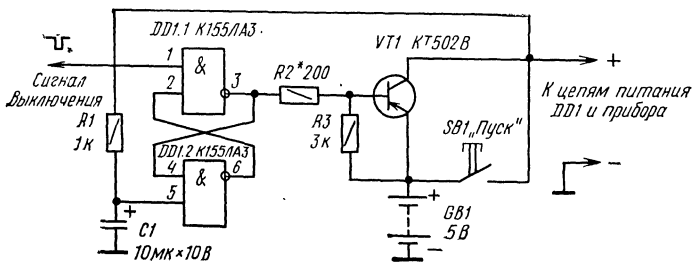 DD1.1 К155ЛА3
VT1 КТ502В
1
&
2
3
R2*200
+
Сигнал
выключения
К цепям питания
DD1 и прибора
R1
1к
R3
3к
SB1 „Пуск"
DD1.2 К155ЛА3
4
&
6
5
−
+
+
GB1
5В
−
C1
10мк×10В